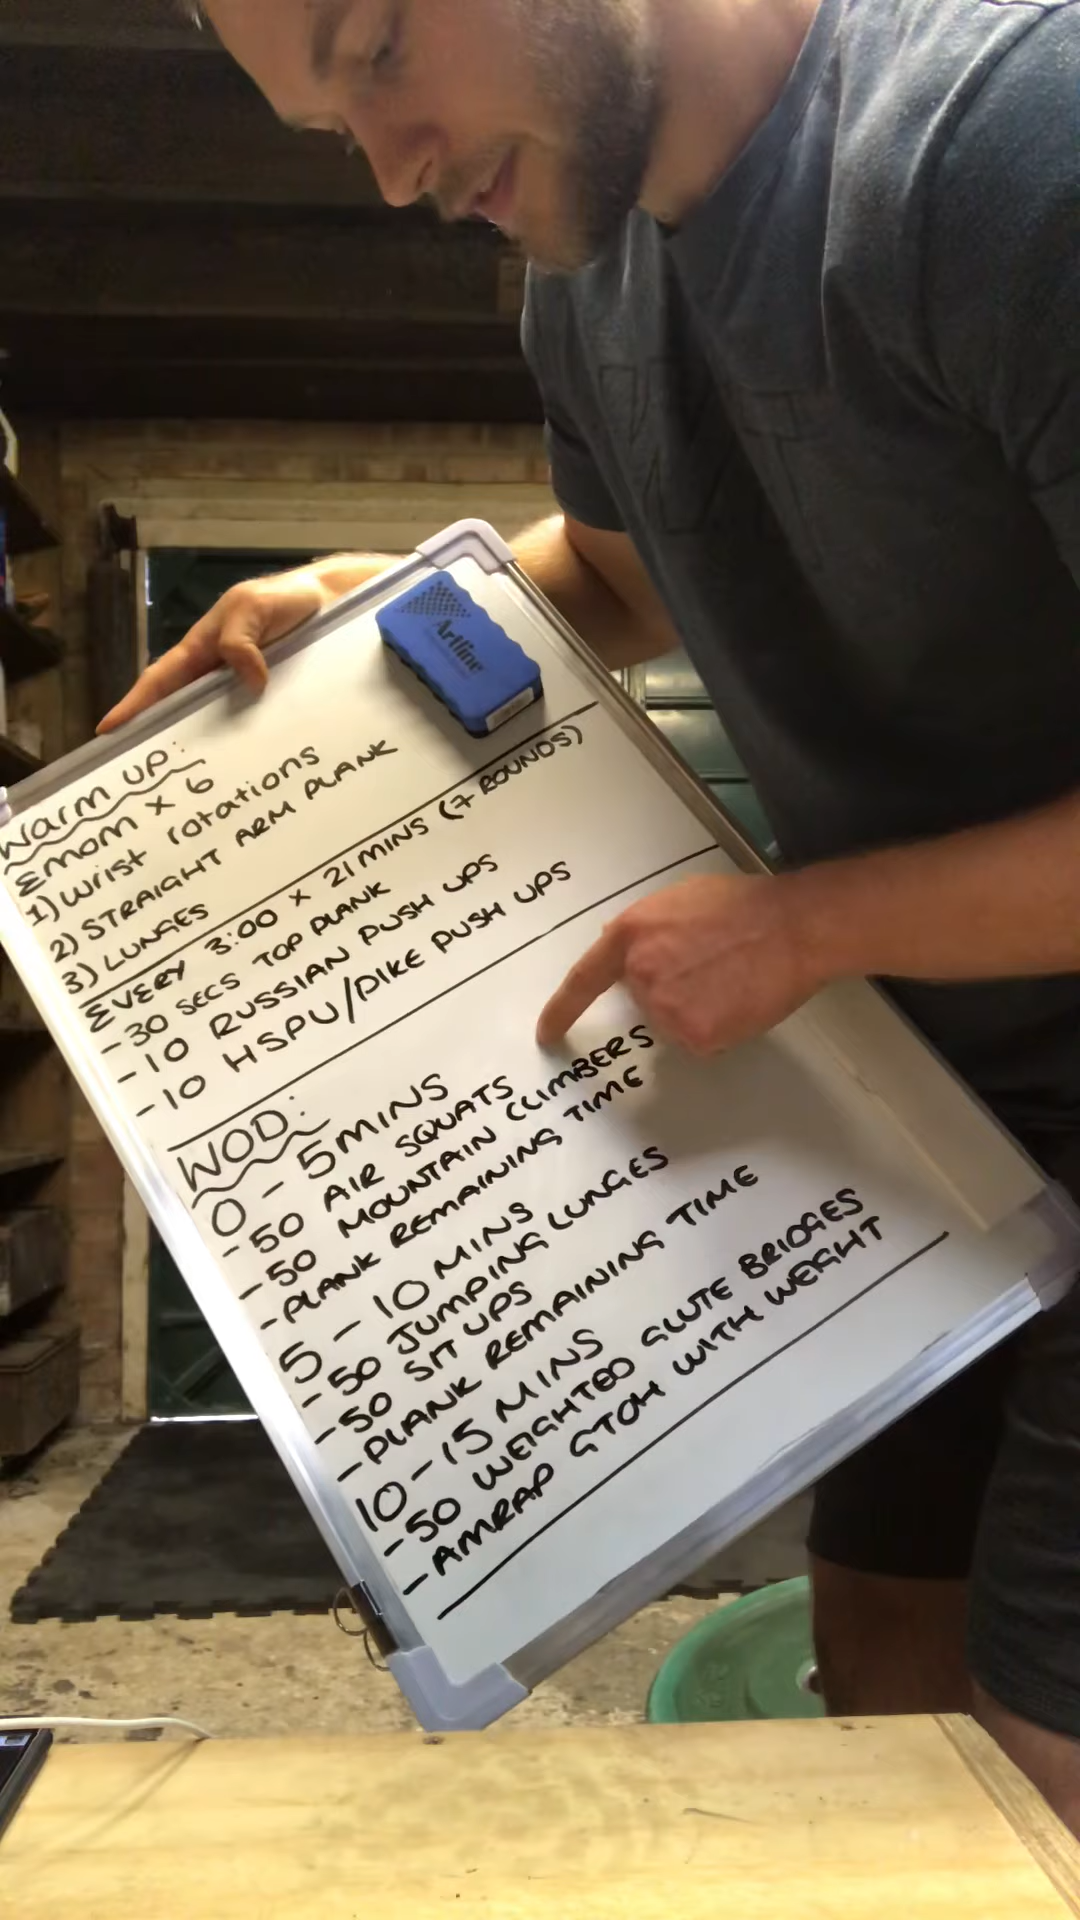 Artline
WARM UP:
EMOM x 6
1) WRIST rotations
2) STRAIGHT ARM PLANK
3) LUNGES
EVERY 3:00 x 21 MINS (7 ROUNDS)
- 30 SECS TOP PLANK
- 10 RUSSIAN PUSH UPS
- 10 HSPU/PIKE PUSH UPS
WOD:
0 - 5 MINS
- 50 AIR SQUATS
- 50 MOUNTAIN CLIMBERS
- PLANK REMAINING TIME
5 - 10 MINS
- 50 JUMPING LUNGES
- 50 SIT UPS
- PLANK REMAINING TIME
10 - 15 MINS
- 50 WEIGHTED GLUTE BRIDGES
- AMRAP GTOH WITH WEIGHT